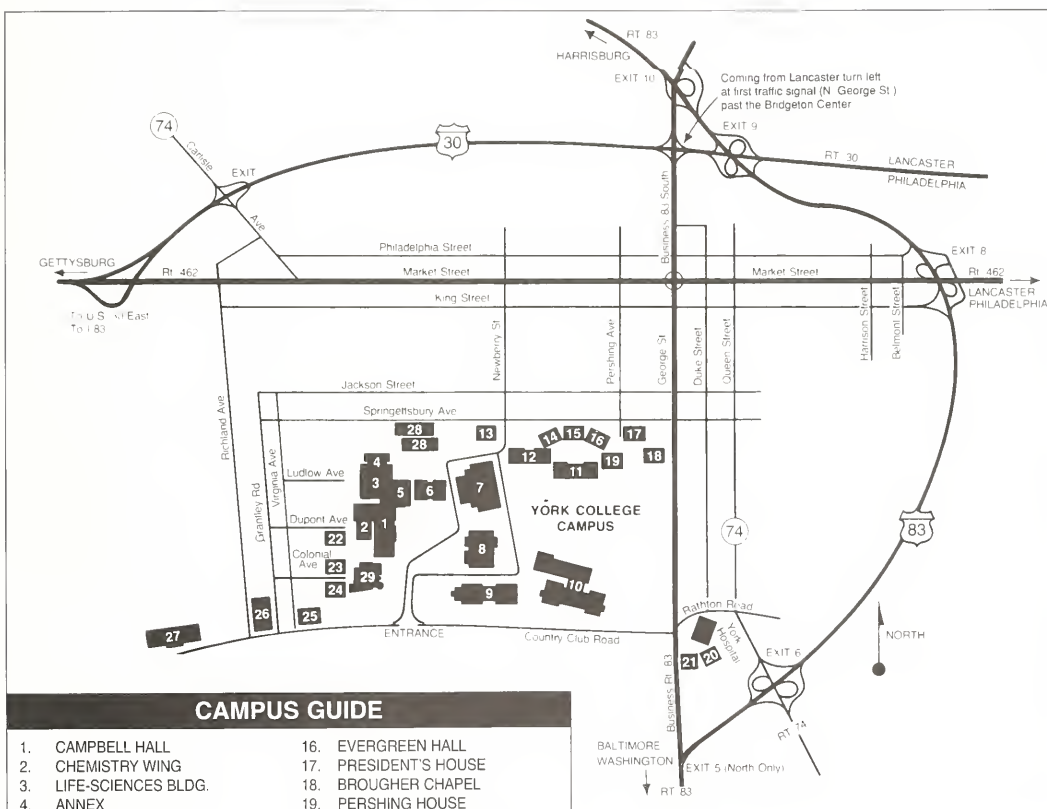 RT 83
HARRISBURG
EXIT 10
Coming from Lancaster turn left
at first traffic signal (N. George St.)
past the Bridgeton Center
EXIT 9
74
Carlisle
Ave
EXIT
30
RT 30
LANCASTER
PHILADELPHIA
Business 83 South
Philadelphia Street
EXIT 8
GETTYSBURG
Rt 462
Market Street
Market Street
Rt 462
King Street
LANCASTER
PHILADELPHIA
To U S East
To I 83
Newberry St
Pershing Ave
George St
Duke Street
Queen Street
Harrison Street
Belmont Street
Jackson Street
Springettsbury Ave
Richland Ave
Grantley Rd
Virginia Ave
28
28
13
14
15
16
17
12
11
19
18
4
3
5
6
7
Ludlow Ave
YORK COLLEGE
CAMPUS
Dupont Ave
2
1
22
8
74
83
Colonial
Ave
23
29
24
9
10
Rathton Road
26
25
27
ENTRANCE
Country Club Road
York
Hospital
21
20
EXIT 6
NORTH
Business Rt 83
RT 74
BALTIMORE
WASHINGTON
EXIT 5 (North Only)
RT 83
CAMPUS GUIDE
1. CAMPBELL HALL
2. CHEMISTRY WING
3. LIFE-SCIENCES BLDG.
4. ANNEX
16. EVERGREEN HALL
17. PRESIDENT'S HOUSE
18. BROUGHER CHAPEL
19. PERSHING HOUSE